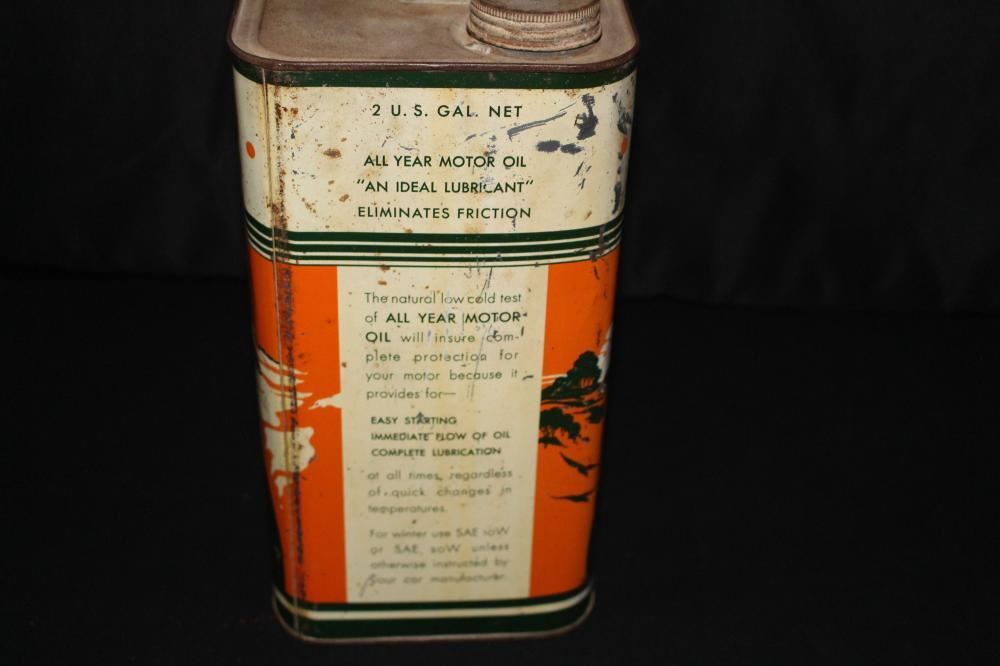 2 U.S. GAL. NET
ALL YEAR MOTOR OIL
"AN IDEAL LUBRICANT"
ELIMINATES FRICTION
The natural low cold test
of ALL YEAR MOTOR
OIL will insure com-
plete protection for
your motor because it
provides for—
EASY STARTING
IMMEDIATE FLOW OF OIL
COMPLETE LUBRICATION
at all times, regardless
of quick changes in
temperatures.
For winter use SAE
or SAE unless
otherwise instructed by
your car manufacturer.